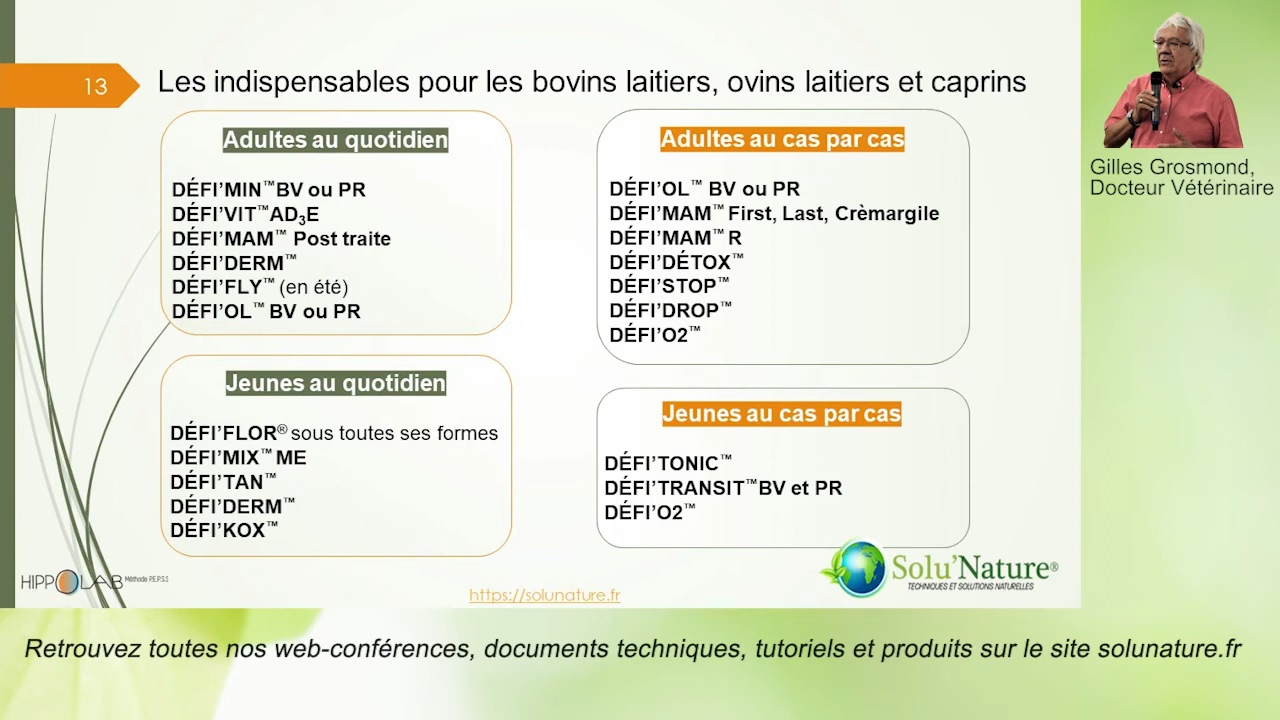 13
Les indispensables pour les bovins laitiers, ovins laitiers et caprins
Adultes au quotidien
DÉFI’MIN™BV ou PR
DÉFI’VIT™AD₃E
DÉFI’MAM™ Post traite
DÉFI’DERM™
DÉFI’FLY™ (en été)
DÉFI’OL™ BV ou PR
Adultes au cas par cas
DÉFI’OL™ BV ou PR
DÉFI’MAM™ First, Last, Crèmargile
DÉFI’MAM™ R
DÉFI’DÉTOX™
DÉFI’STOP™
DÉFI’DROP™
DÉFI’O2™
Jeunes au quotidien
DÉFI’FLOR® sous toutes ses formes
DÉFI’MIX™ ME
DÉFI’TAN™
DÉFI’DERM™
DÉFI’KOX™
Jeunes au cas par cas
DÉFI’TONIC™
DÉFI’TRANSIT™BV et PR
DÉFI’O2™
HIPPOLAB Méthode P.E.P.S.S
https://solunature.fr
Solu’Nature®
TECHNIQUES ET SOLUTIONS NATURELLES
Gilles Grosmond,
Docteur Vétérinaire
Retrouvez toutes nos web-conférences, documents techniques, tutoriels et produits sur le site solunature.fr